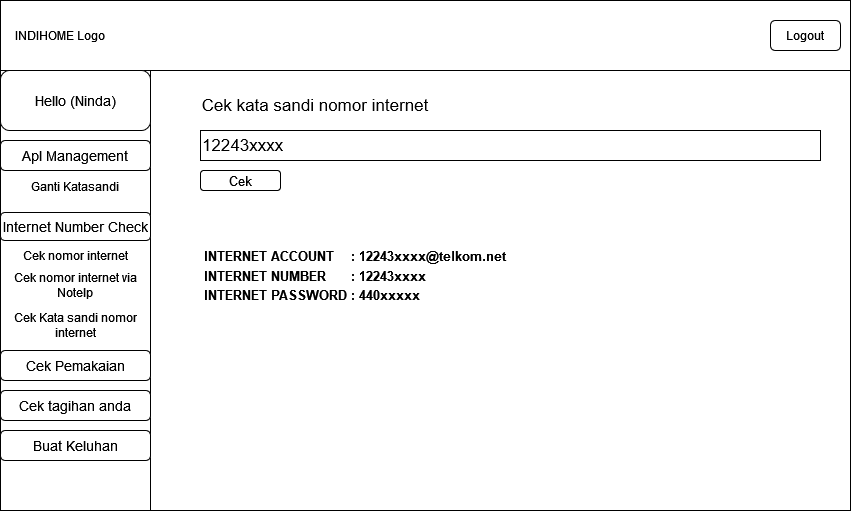 INDIHOME Logo
Logout
Hello (Ninda)
Apl Management
Ganti Katasandi
Internet Number Check
Cek nomor internet
Cek nomor internet via
Notelp
Cek Kata sandi nomor
internet
Cek Pemakaian
Cek tagihan anda
Buat Keluhan
Cek kata sandi nomor internet
12243xxxx
Cek
INTERNET ACCOUNT : 12243xxxx@telkom.net
INTERNET NUMBER : 12243xxxx
INTERNET PASSWORD : 440xxxxx